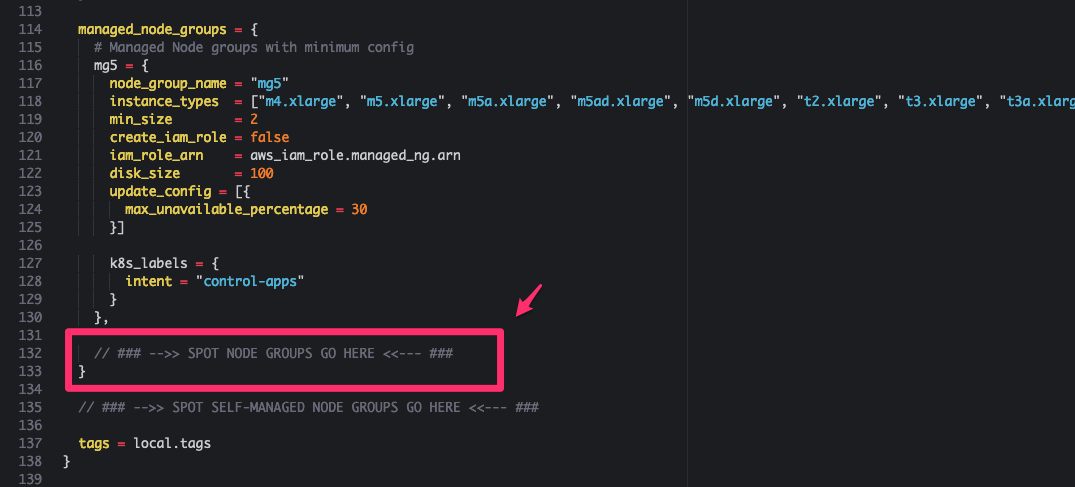 113
114 managed_node_groups = {
115 # Managed Node groups with minimum config
116 mg5 = {
117 node_group_name = "mg5"
118 instance_types = ["m4.xlarge", "m5.xlarge", "m5a.xlarge", "m5ad.xlarge", "m5d.xlarge", "t2.xlarge", "t3.xlarge", "t3a.xlarg
119 min_size = 2
120 create_iam_role = false
121 iam_role_arn = aws_iam_role.managed_ng.arn
122 disk_size = 100
123 update_config = [{
124 max_unavailable_percentage = 30
125 }]
126
127 k8s_labels = {
128 intent = "control-apps"
129 }
130 },
131
132 // ### -->> SPOT NODE GROUPS GO HERE <<--- ###
133 }
134
135 // ### -->> SPOT SELF-MANAGED NODE GROUPS GO HERE <<--- ###
136
137 tags = local.tags
138 }
139